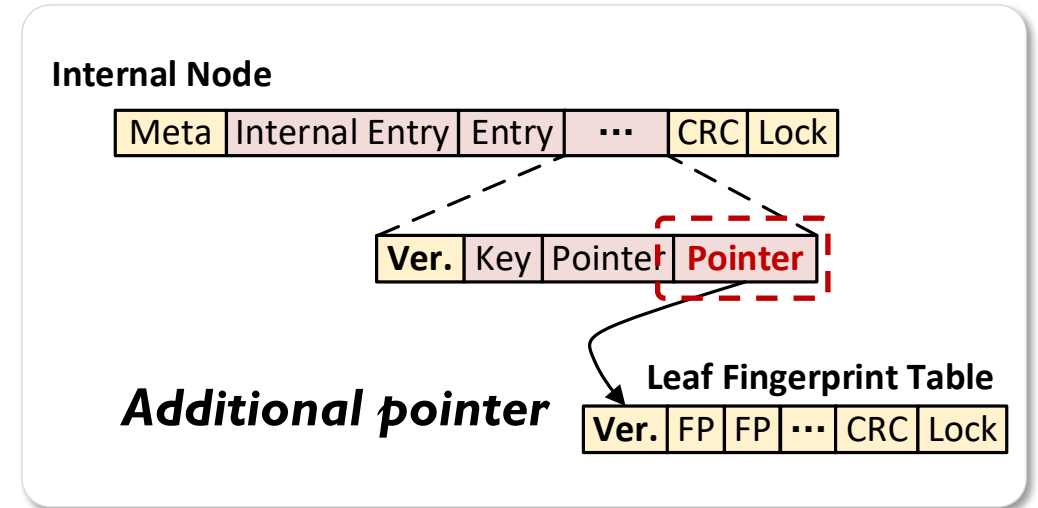 Internal Node
Meta Internal Entry Entry ··· CRC Lock
Ver. Key Pointer Pointer
Leaf Fingerprint Table
Additional pointer
Ver. FP FP ··· CRC Lock